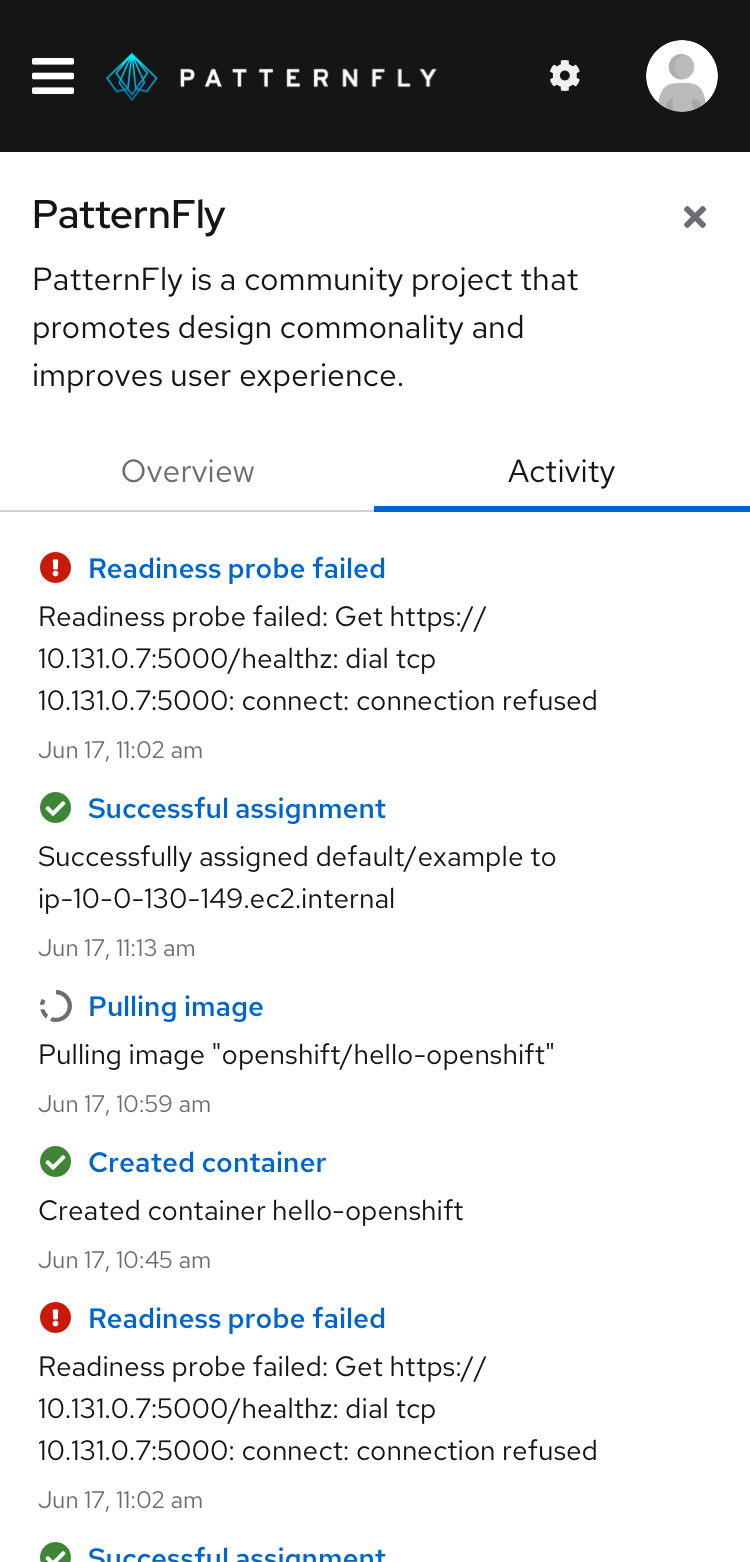 PATTERNFLY
PatternFly
PatternFly is a community project that
promotes design commonality and
improves user experience.
Overview
Activity
Readiness probe failed
Readiness probe failed: Get https://
10.131.0.7:5000/healthz: dial tcp
10.131.0.7:5000: connect: connection refused
Jun 17, 11:02 am
Successful assignment
Successfully assigned default/example to
ip-10-0-130-149.ec2.internal
Jun 17, 11:13 am
Pulling image
Pulling image "openshift/hello-openshift"
Jun 17, 10:59 am
Created container
Created container hello-openshift
Jun 17, 10:45 am
Readiness probe failed
Readiness probe failed: Get https://
10.131.0.7:5000/healthz: dial tcp
10.131.0.7:5000: connect: connection refused
Jun 17, 11:02 am
Successful assignment